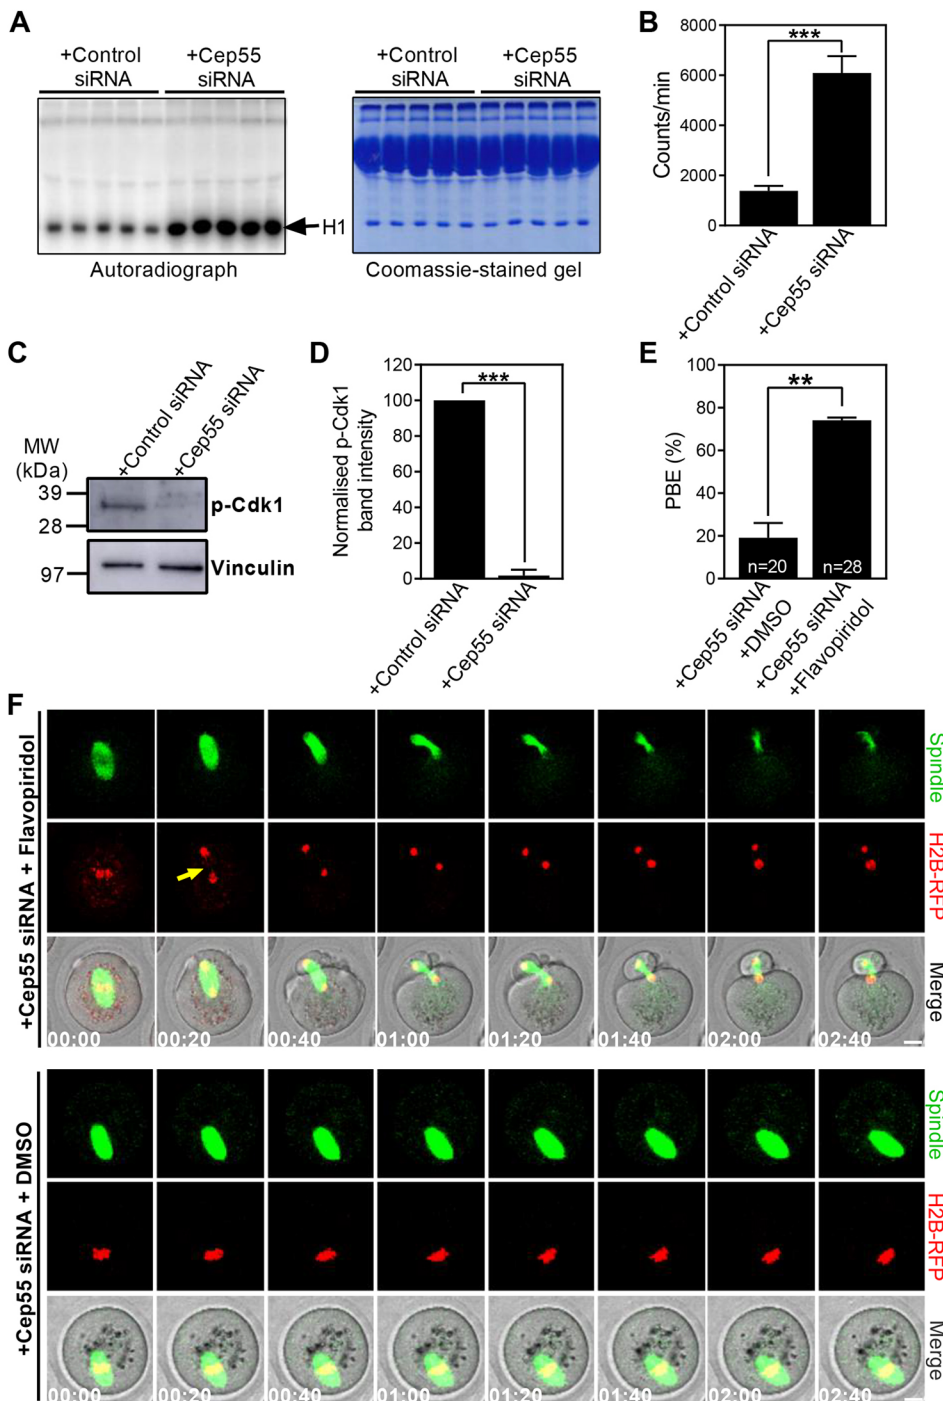 A
+Control
siRNA
+Cep55
siRNA
+Control
siRNA
+Cep55
siRNA
H1
Autoradiograph
Coomassie-stained gel
B
Counts/min
8000
6000
4000
2000
0
***
+Control siRNA
+Cep55 siRNA
C
+Control siRNA
+Cep55 siRNA
MW
(kDa)
39
28
97
p-Cdk1
Vinculin
D
Normalised p-Cdk1
band intensity
120
100
80
60
40
20
0
***
+Control siRNA
+Cep55 siRNA
E
PBE (%)
100
80
60
40
20
0
**
n=20
n=28
+Cep55 siRNA
+DMSO
+Cep55 siRNA
+Flavopiridol
F
+Cep55 siRNA + Flavopiridol
Spindle
H2B-RFP
Merge
00:00 00:20 00:40 01:00 01:20 01:40 02:00 02:40
+Cep55 siRNA + DMSO
Spindle
H2B-RFP
Merge
00:00 00:20 00:40 01:00 01:20 01:40 02:00 02:40